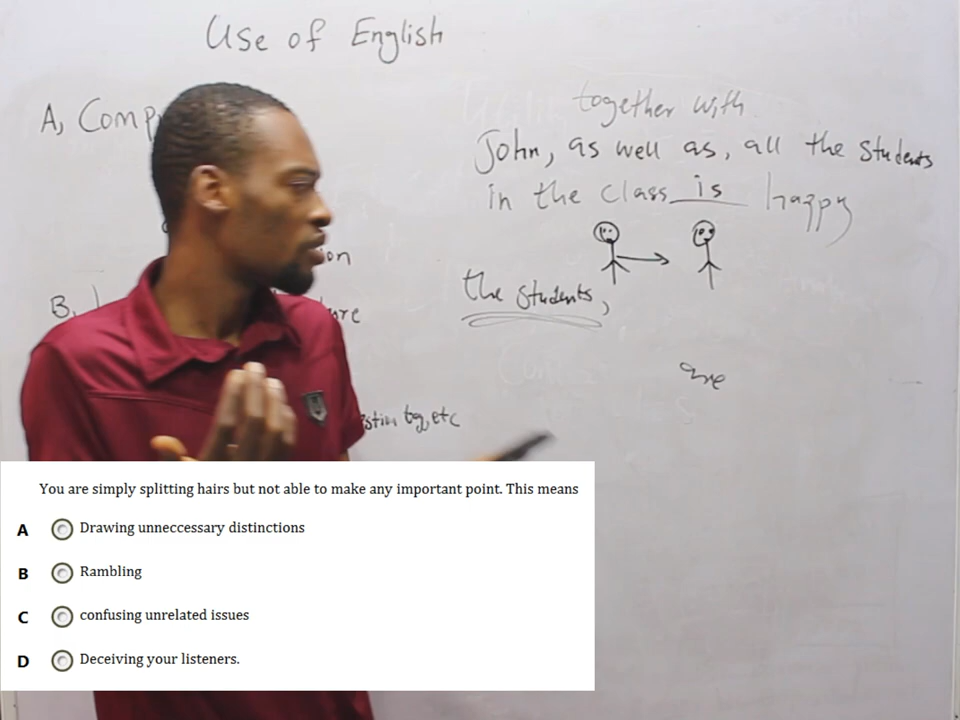 Use of English
A, Comp
together with
John, as well as, all the students
in the class is happy
the students,
B,
are
tag, etc
You are simply splitting hairs but not able to make any important point. This means
A Drawing unneccessary distinctions
B Rambling
C confusing unrelated issues
D Deceiving your listeners.